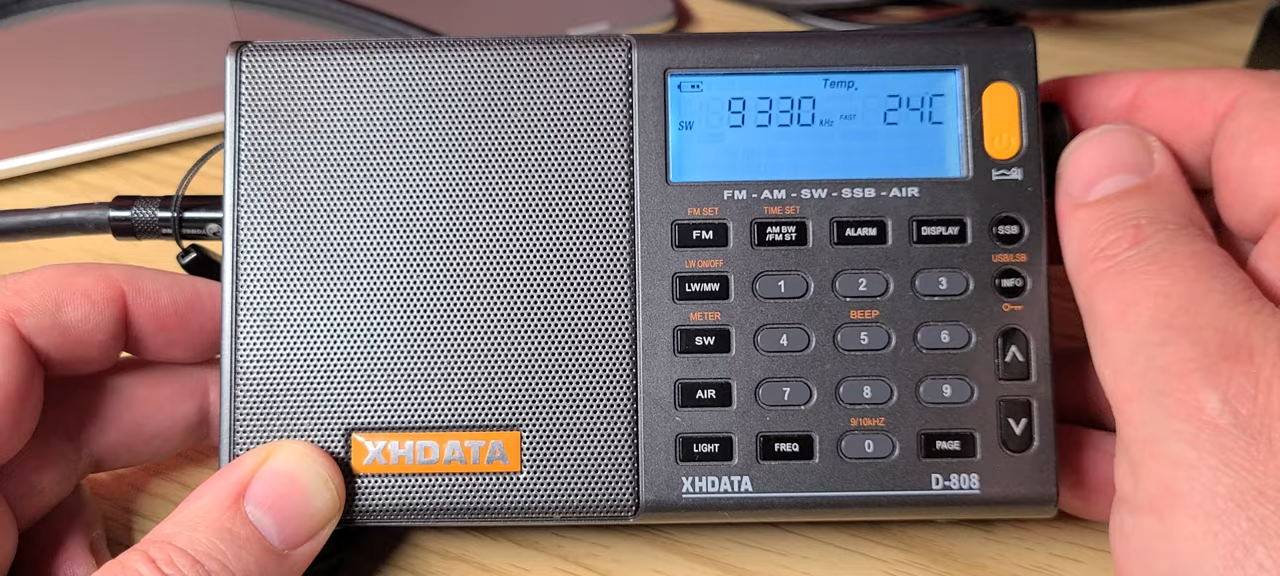 Temp.
SW 9330 kHz FAST 24C
FM - AM - SW - SSB - AIR
FM SET TIME SET
FM AM BW /FM ST ALARM DISPLAY SSB
LW ON/OFF USB/LSB
LW/MW 1 2 3 INFO
METER BEEP
SW 4 5 6
AIR 7 8 9
9/10kHZ
LIGHT FREQ 0 PAGE
XHDATA
XHDATA D-808